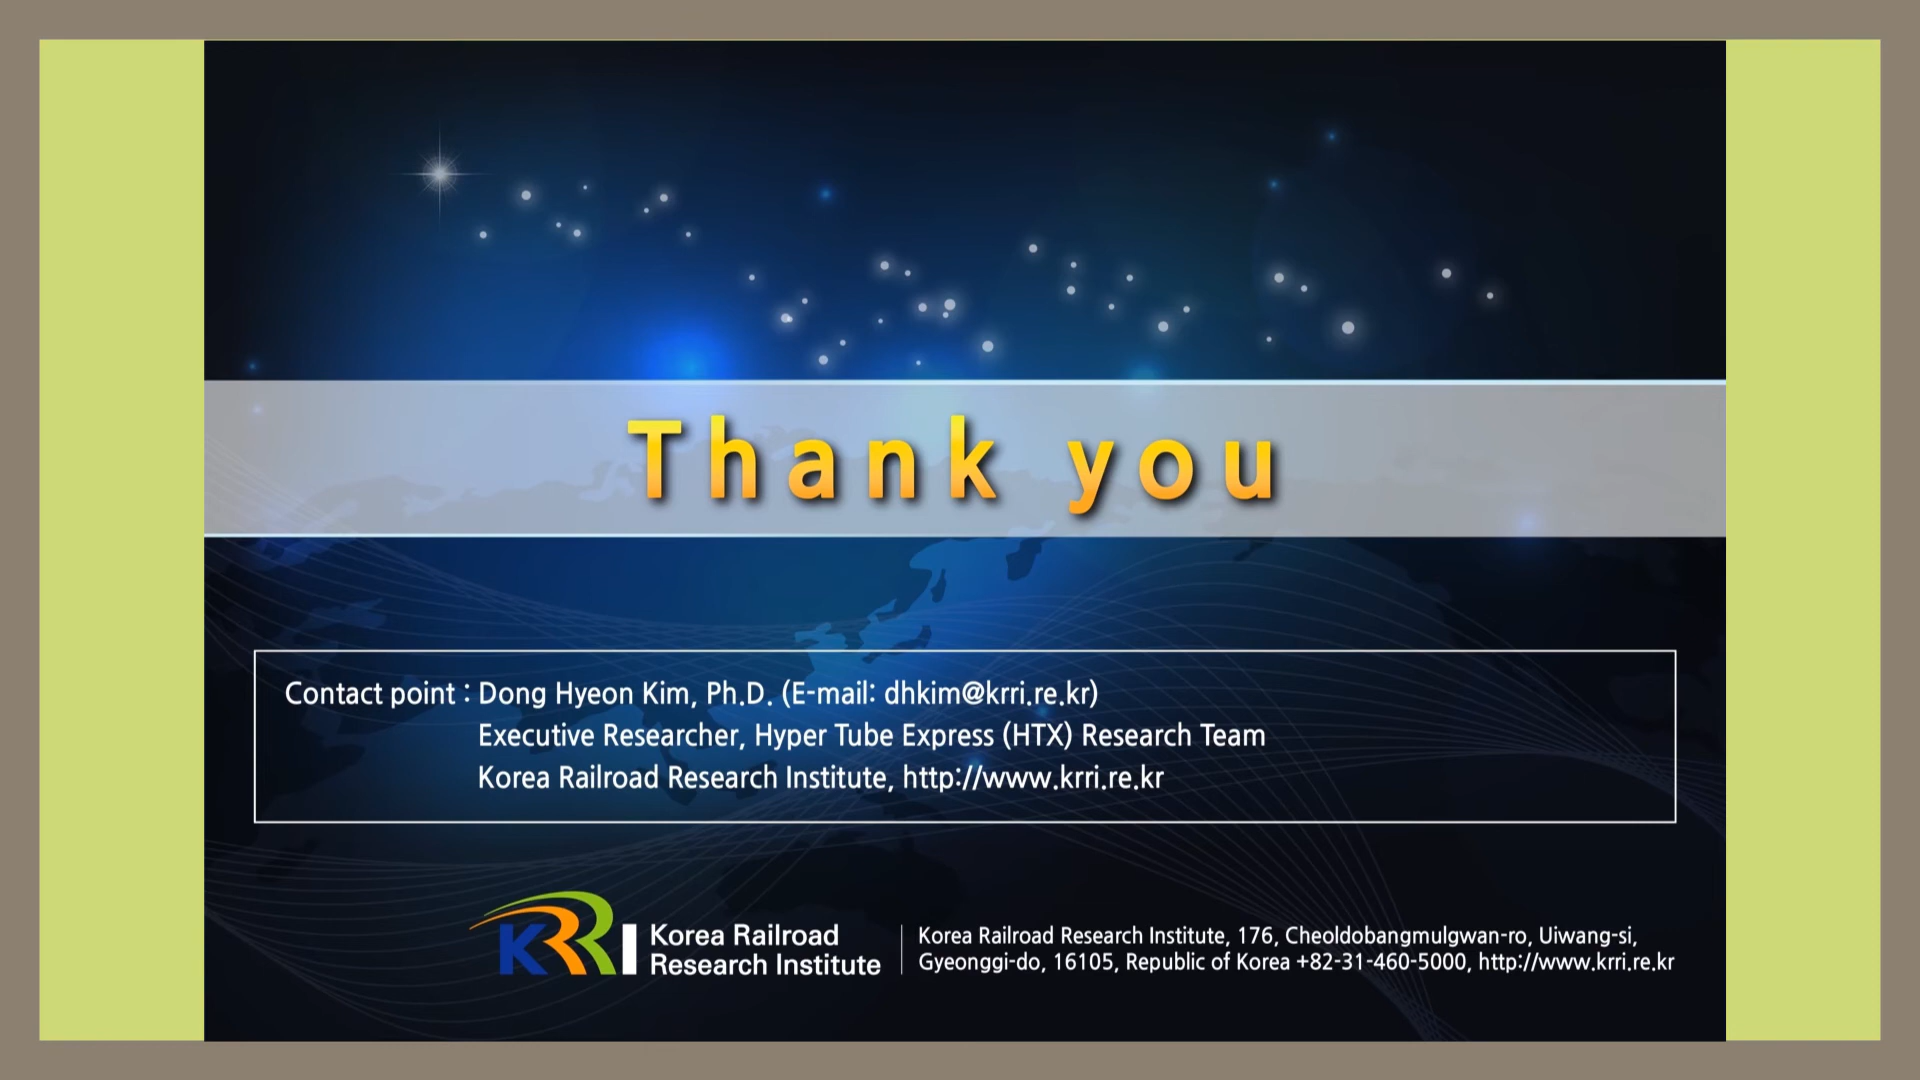 Thank you
Contact point : Dong Hyeon Kim, Ph.D. (E-mail: dhkim@krri.re.kr)
Executive Researcher, Hyper Tube Express (HTX) Research Team
Korea Railroad Research Institute, http://www.krri.re.kr
KRRI
Korea Railroad
Research Institute
Korea Railroad Research Institute, 176, Cheoldobangmulgwan-ro, Uiwang-si,
Gyeonggi-do, 16105, Republic of Korea +82-31-460-5000, http://www.krri.re.kr